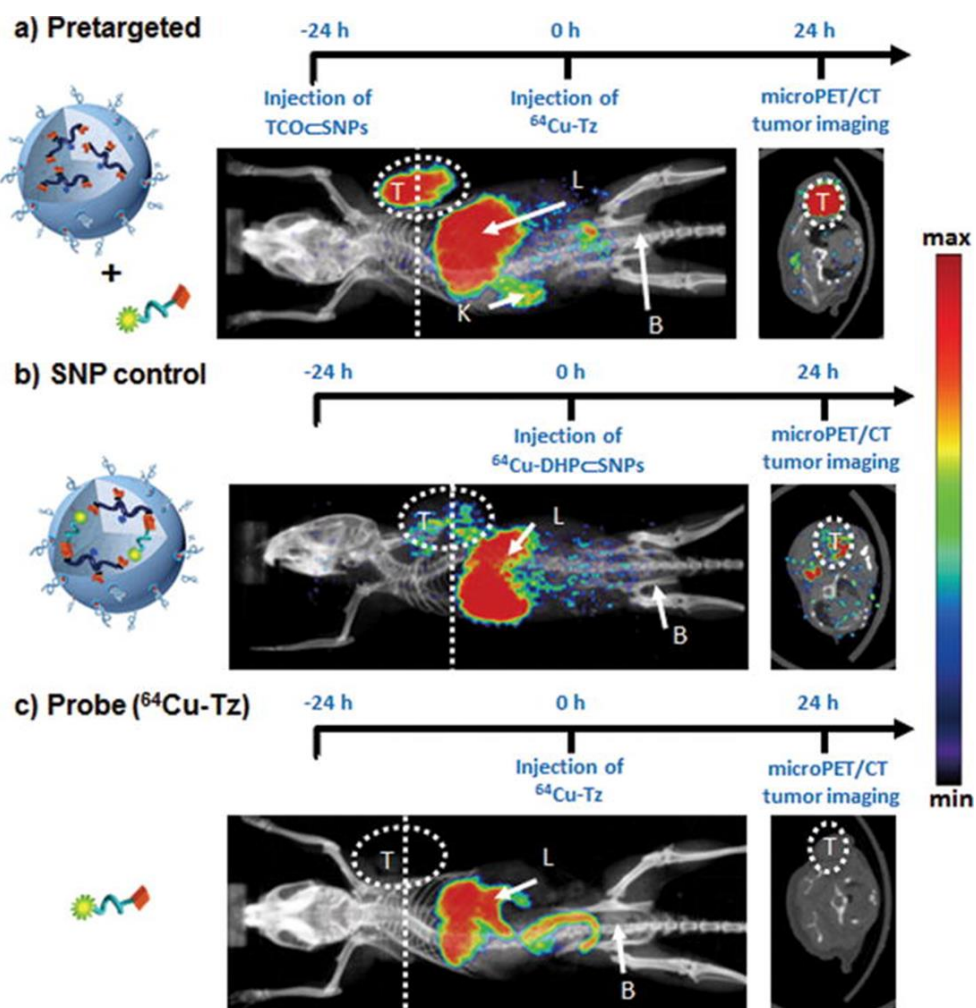 a) Pretargeted
-24 h 0 h 24 h
Injection of TCO⊂SNPs
Injection of ⁶⁴Cu-Tz
microPET/CT tumor imaging
T
L
K
B
T
+
max
b) SNP control
-24 h 0 h 24 h
Injection of ⁶⁴Cu-DHP⊂SNPs
microPET/CT tumor imaging
T
L
B
T
c) Probe (⁶⁴Cu-Tz)
-24 h 0 h 24 h
Injection of ⁶⁴Cu-Tz
microPET/CT tumor imaging
min
T
L
B
T